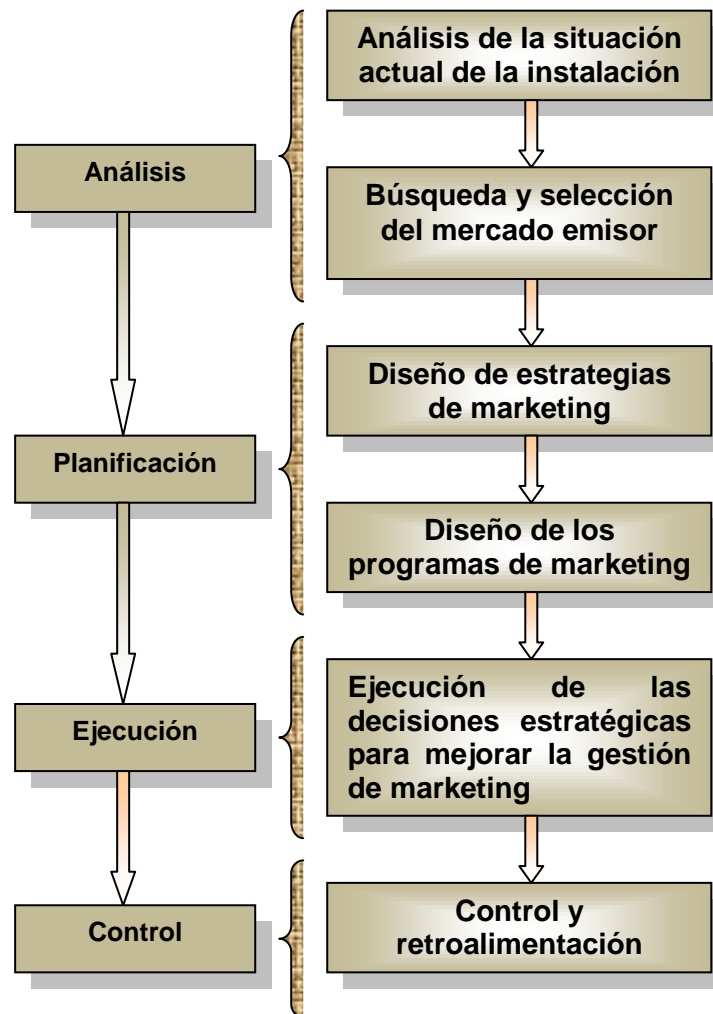 Análisis de la situación
actual de la instalación
Análisis
Búsqueda y selección
del mercado emisor
Diseño de estrategias
de marketing
Planificación
Diseño de los
programas de marketing
Ejecución de las
decisiones estratégicas
para mejorar la gestión
de marketing
Ejecución
Control y
retroalimentación
Control